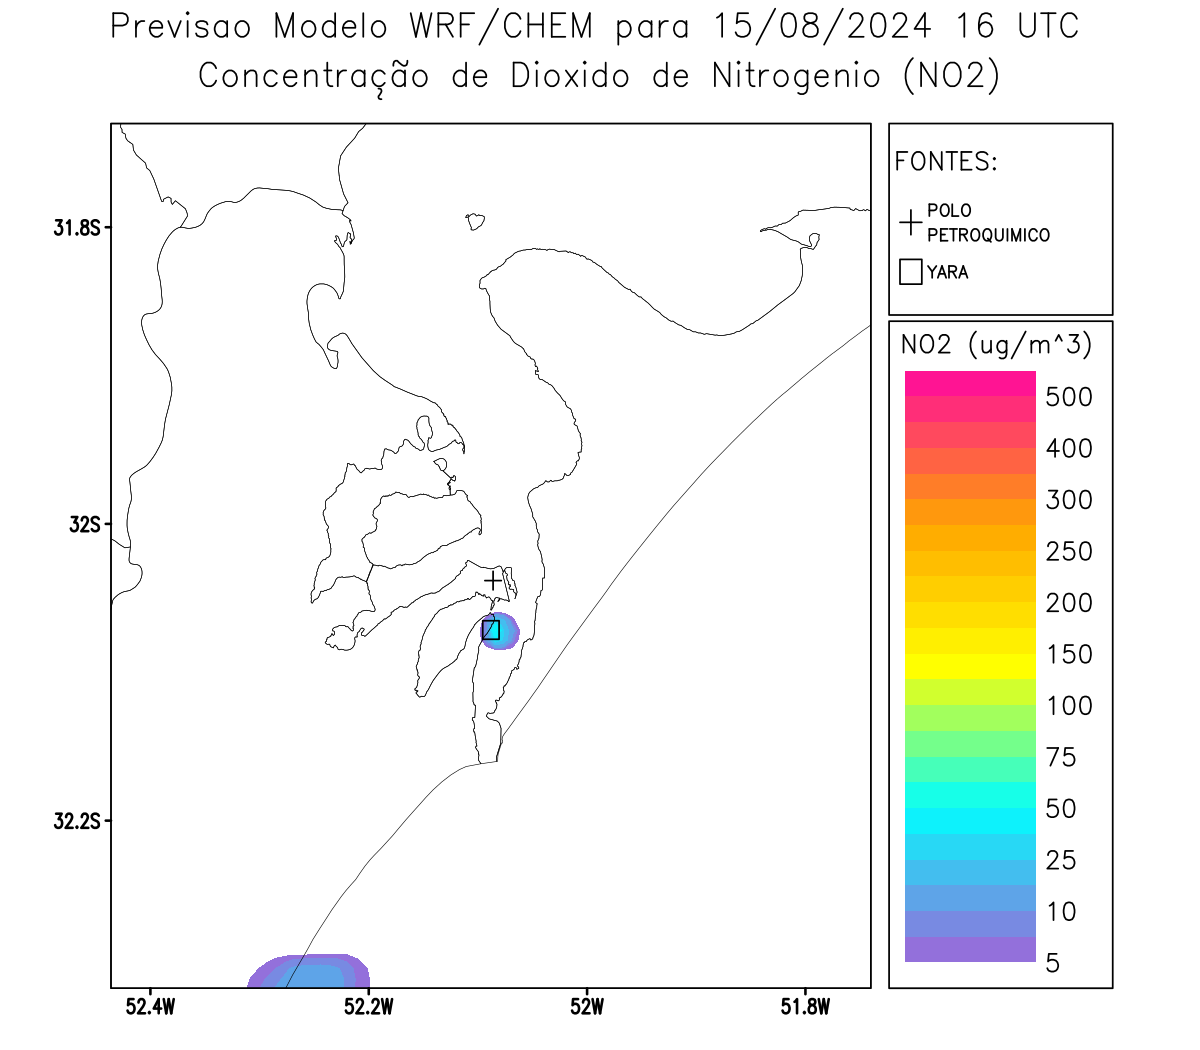 Previsao Modelo WRF/CHEM para 15/08/2024 16 UTC
Concentração de Dioxido de Nitrogenio (NO2)
FONTES:
POLO
PETROQUIMICO
YARA
NO2 (ug/m^3)
500
400
300
250
200
150
100
75
50
25
10
5
31.8S
32S
32.2S
52.4W
52.2W
52W
51.8W